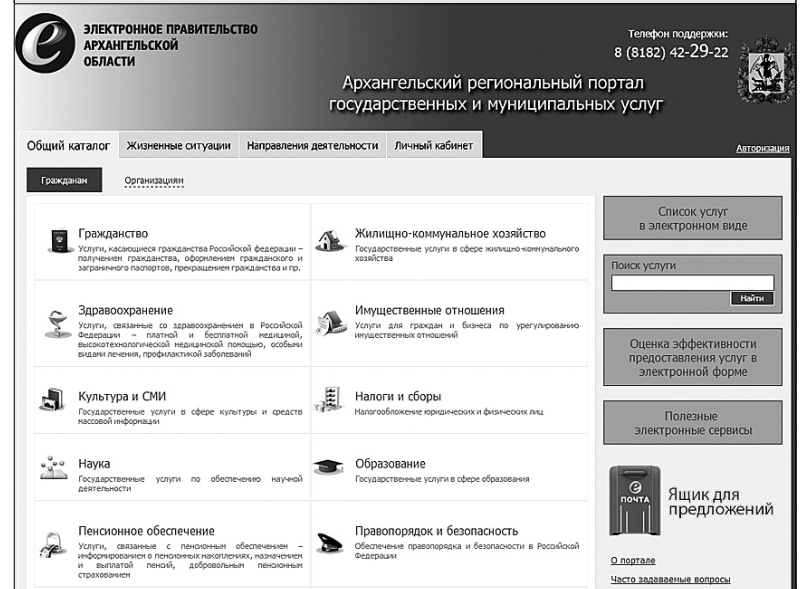 ЭЛЕКТРОННОЕ ПРАВИТЕЛЬСТВО
АРХАНГЕЛЬСКОЙ
ОБЛАСТИ
Телефон поддержки:
8 (8182) 42-29-22
Архангельский региональный портал
государственных и муниципальных услуг
Общий каталог
Жизненные ситуации
Направления деятельности
Личный кабинет
Авторизация
Гражданам
Организациям
Гражданство
Услуги, касающиеся гражданства Российской федерации –
получением гражданства, оформлением гражданского и
заграничного паспортов, прекращением гражданства и пр.
Жилищно-коммунальное хозяйство
Государственные услуги в сфере жилищно-коммунального
хозяйства
Здравоохранение
Услуги, связанные со здравоохранением в Российской
Федерации – платной и бесплатной медициной,
высокотехнологической медицинской помощью, особыми
видами лечения, профилактикой заболеваний
Имущественные отношения
Услуги для граждан и бизнеса по урегулированию
имущественных отношений
Культура и СМИ
Государственные услуги в сфере культуры и средств
массовой информации
Налоги и сборы
Налогообложение юридических и физических лиц
Наука
Государственные услуги по обеспечению научной
деятельности
Образование
Государственные услуги в сфере образования
Пенсионное обеспечение
Услуги, связанные с пенсионным обеспечением –
информированием о пенсионных накоплениях, назначением
и выплатой пенсий, добровольным пенсионным
страхованием
Правопорядок и безопасность
Обеспечение правопорядка и безопасности в Российской
Федерации
Список услуг
в электронном виде
Поиск услуги
Найти
Оценка эффективности
предоставления услуг в
электронной форме
Полезные
электронные сервисы
ПОЧТА
Ящик для
предложений
О портале
Часто задаваемые вопросы